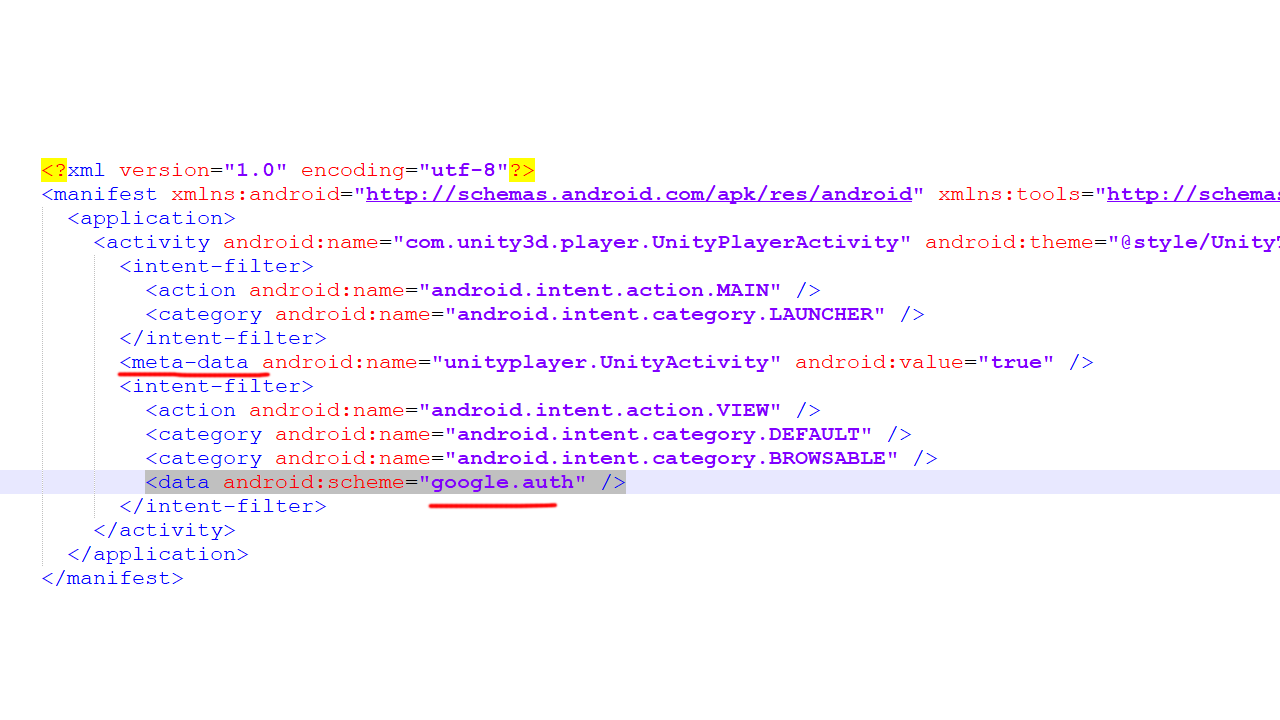 <?xml version="1.0" encoding="utf-8"?>
<manifest xmlns:android="http://schemas.android.com/apk/res/android" xmlns:tools="http://schemas
<application>
<activity android:name="com.unity3d.player.UnityPlayerActivity" android:theme="@style/Unity
<intent-filter>
<action android:name="android.intent.action.MAIN" />
<category android:name="android.intent.category.LAUNCHER" />
</intent-filter>
<meta-data android:name="unityplayer.UnityActivity" android:value="true" />
<intent-filter>
<action android:name="android.intent.action.VIEW" />
<category android:name="android.intent.category.DEFAULT" />
<category android:name="android.intent.category.BROWSABLE" />
<data android:scheme="google.auth" />
</intent-filter>
</activity>
</application>
</manifest>